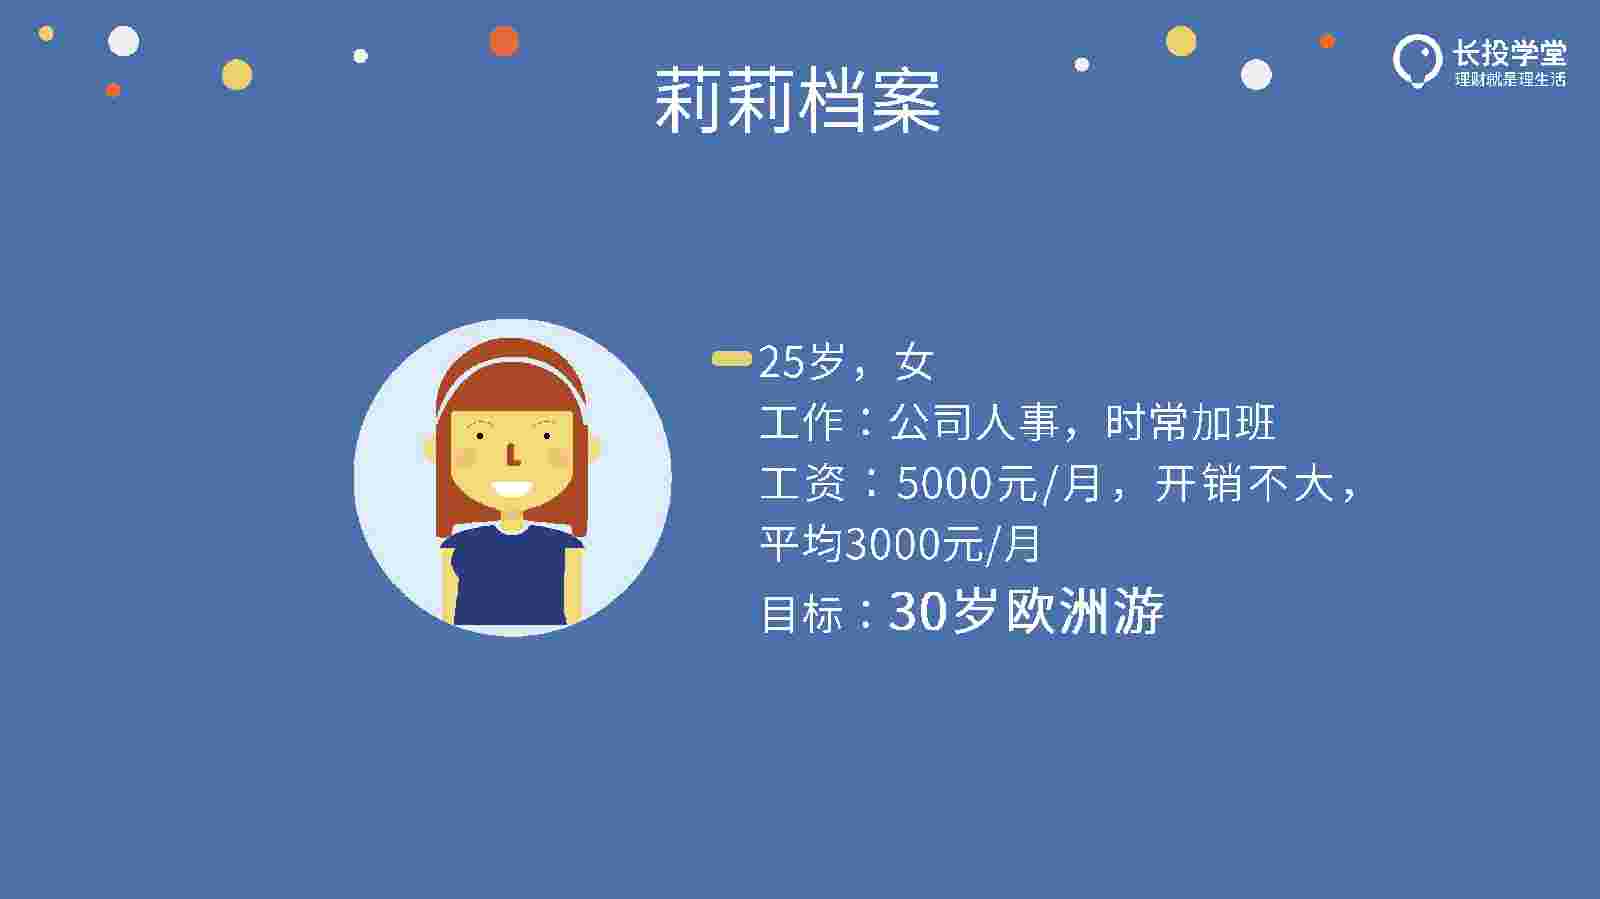 长投学堂
理财就是理生活
莉莉档案
25岁，女
工作：公司人事，时常加班
工资：5000元/月，开销不大，
平均3000元/月
目标：30岁欧洲游